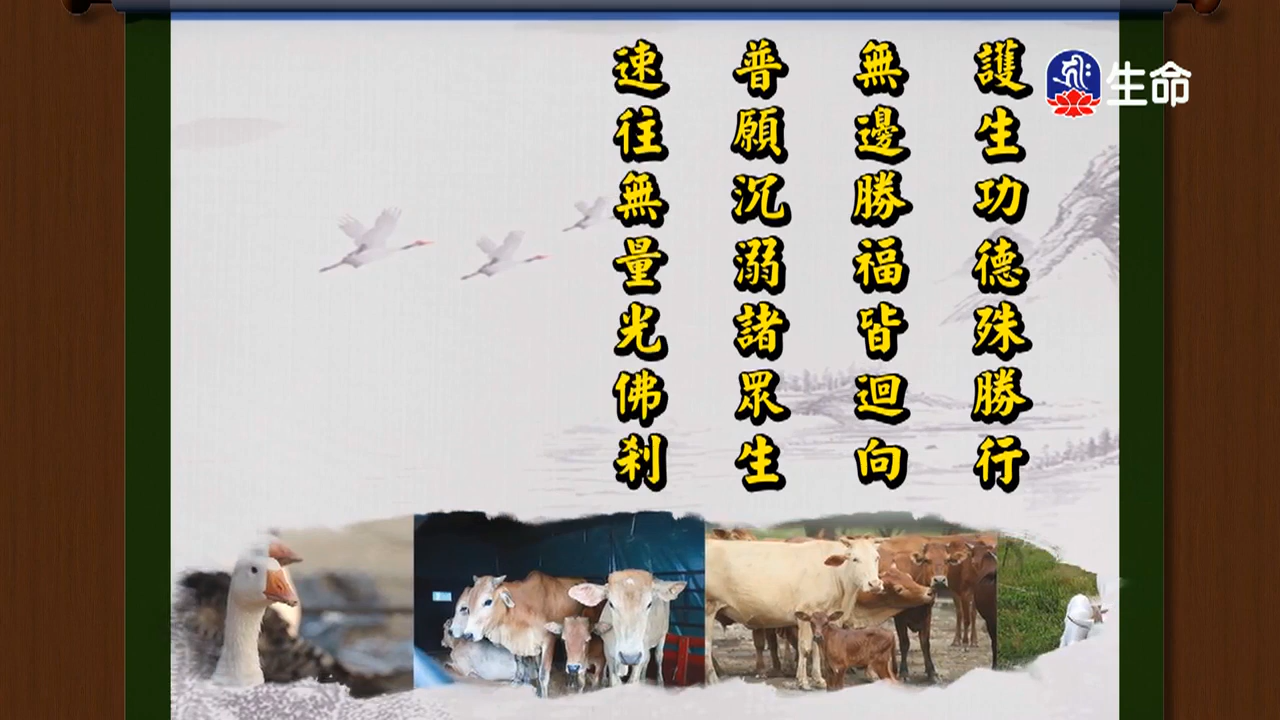 護生功德殊勝行
無邊勝福皆迴向
普願沉溺諸眾生
速往無量光佛剎
生命